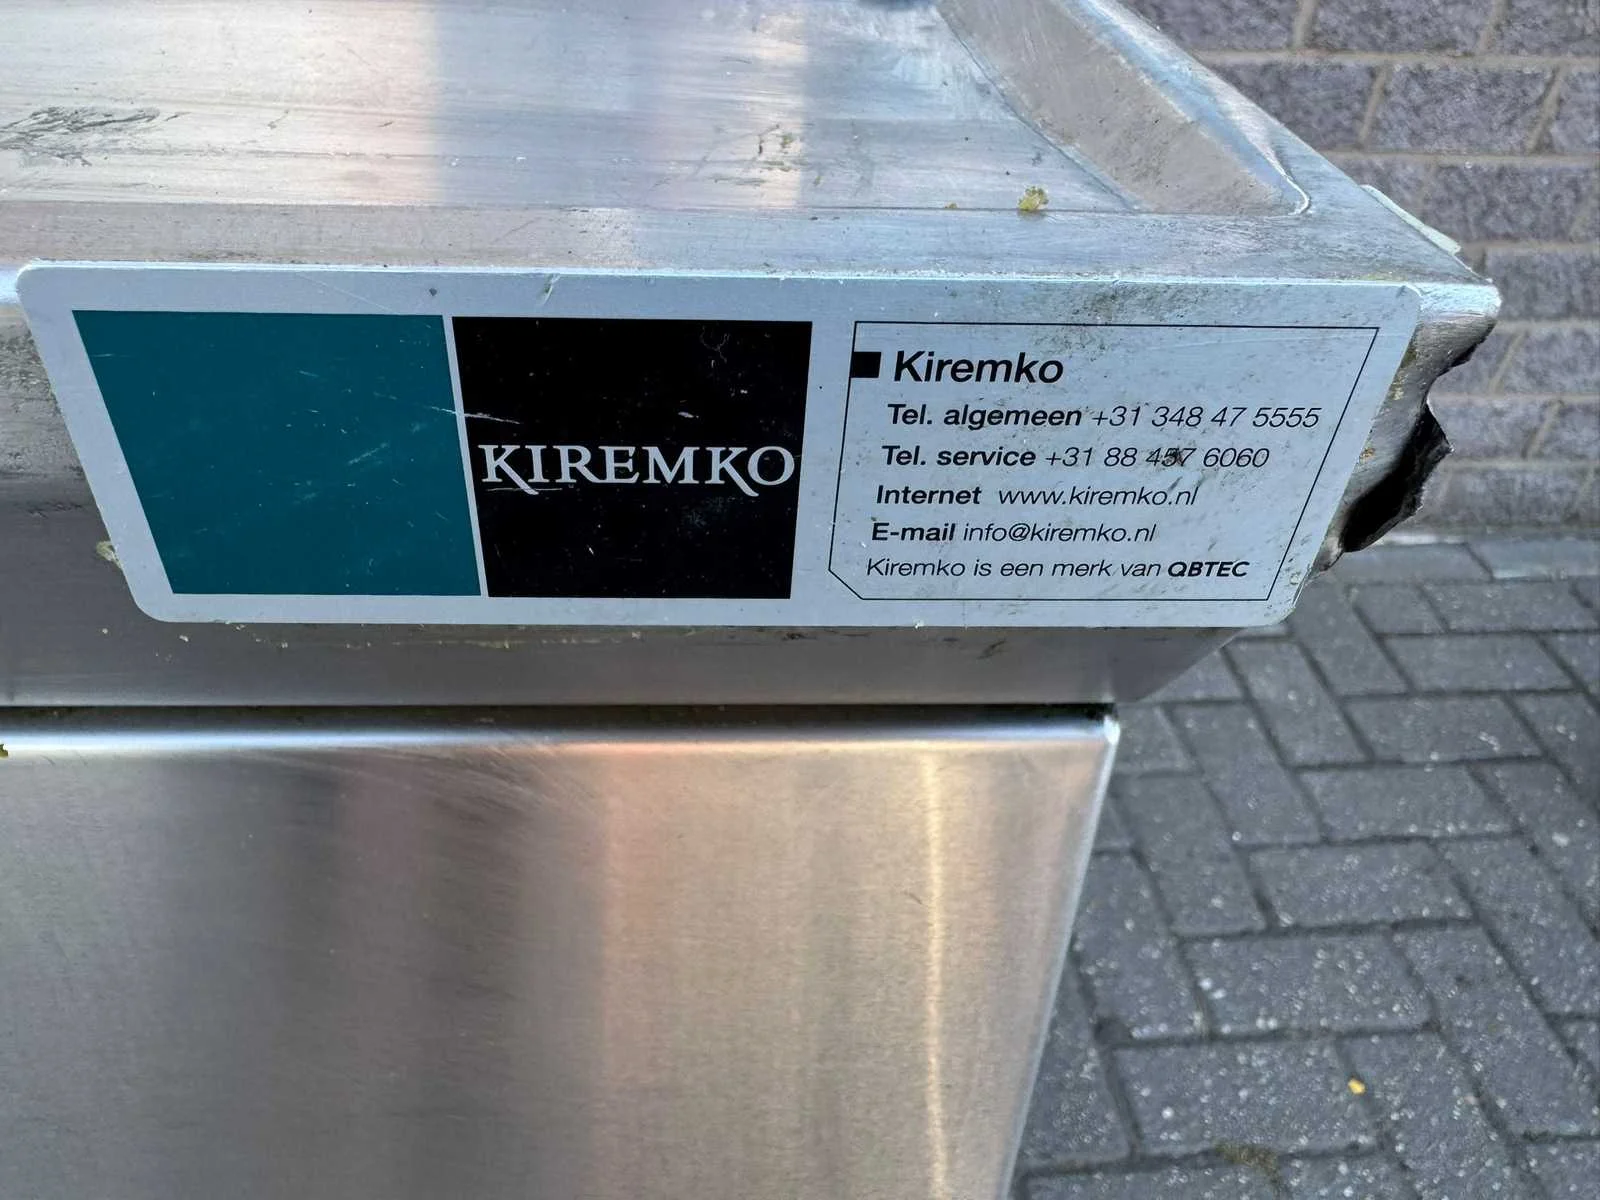 KIREMKO
Kiremko
Tel. algemeen +31 348 47 5555
Tel. service +31 88 457 6060
Internet www.kiremko.nl
E-mail info@kiremko.nl
Kiremko is een merk van QBTEC